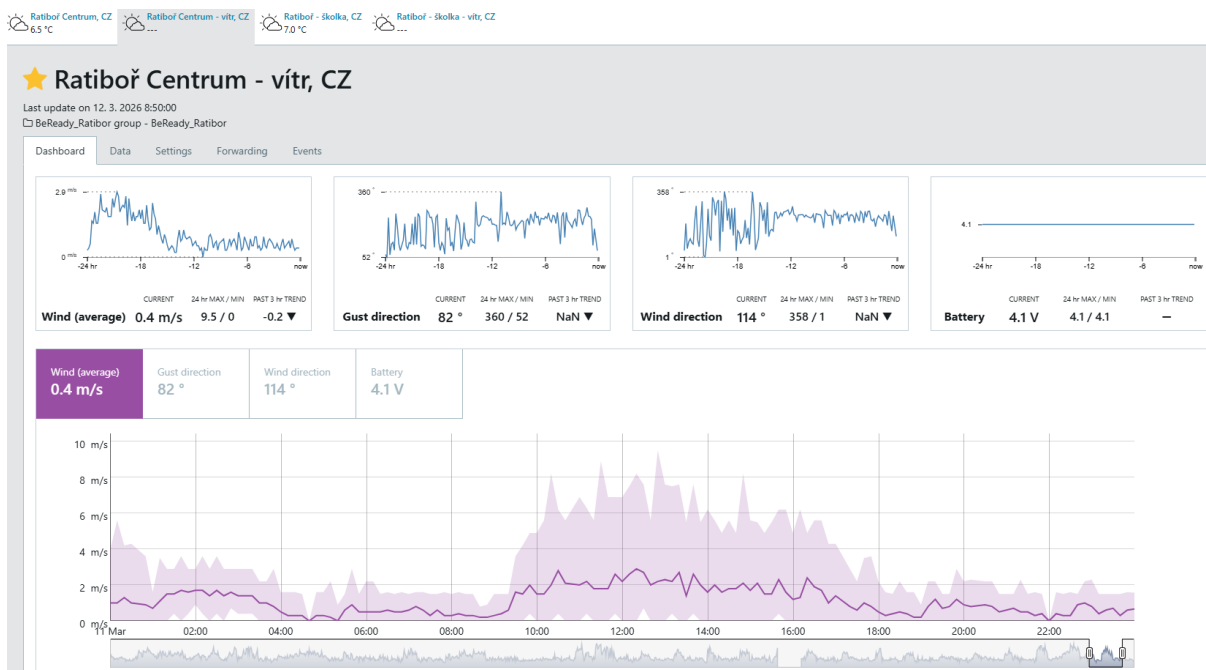 Ratiboř Centrum, CZ
6.5 °C
Ratiboř Centrum - vítr, CZ
---
Ratiboř - školka, CZ
7.0 °C
Ratiboř - školka - vítr, CZ
---
Ratiboř Centrum - vítr, CZ
Last update on 12. 3. 2026 8:50:00
BeReady_Ratibor group - BeReady_Ratibor
Dashboard Data Settings Forwarding Events
2.9 m/s
0 m/s
-24 hr -18 -12 -6 now
CURRENT 24 hr MAX / MIN PAST 3 hr TREND
Wind (average) 0.4 m/s 9.5 / 0 -0.2 ▼
360 °
52 °
-24 hr -18 -12 -6 now
CURRENT 24 hr MAX / MIN PAST 3 hr TREND
Gust direction 82 ° 360 / 52 NaN ▼
358 °
1 °
-24 hr -18 -12 -6 now
CURRENT 24 hr MAX / MIN PAST 3 hr TREND
Wind direction 114 ° 358 / 1 NaN ▼
4.1
-24 hr -18 -12 -6 now
CURRENT 24 hr MAX / MIN PAST 3 hr TREND
Battery 4.1 V 4.1 / 4.1 –
Wind (average)
0.4 m/s
Gust direction
82 °
Wind direction
114 °
Battery
4.1 V
10 m/s
8 m/s
6 m/s
4 m/s
2 m/s
0 m/s
11 Mar 02:00 04:00 06:00 08:00 10:00 12:00 14:00 16:00 18:00 20:00 22:00